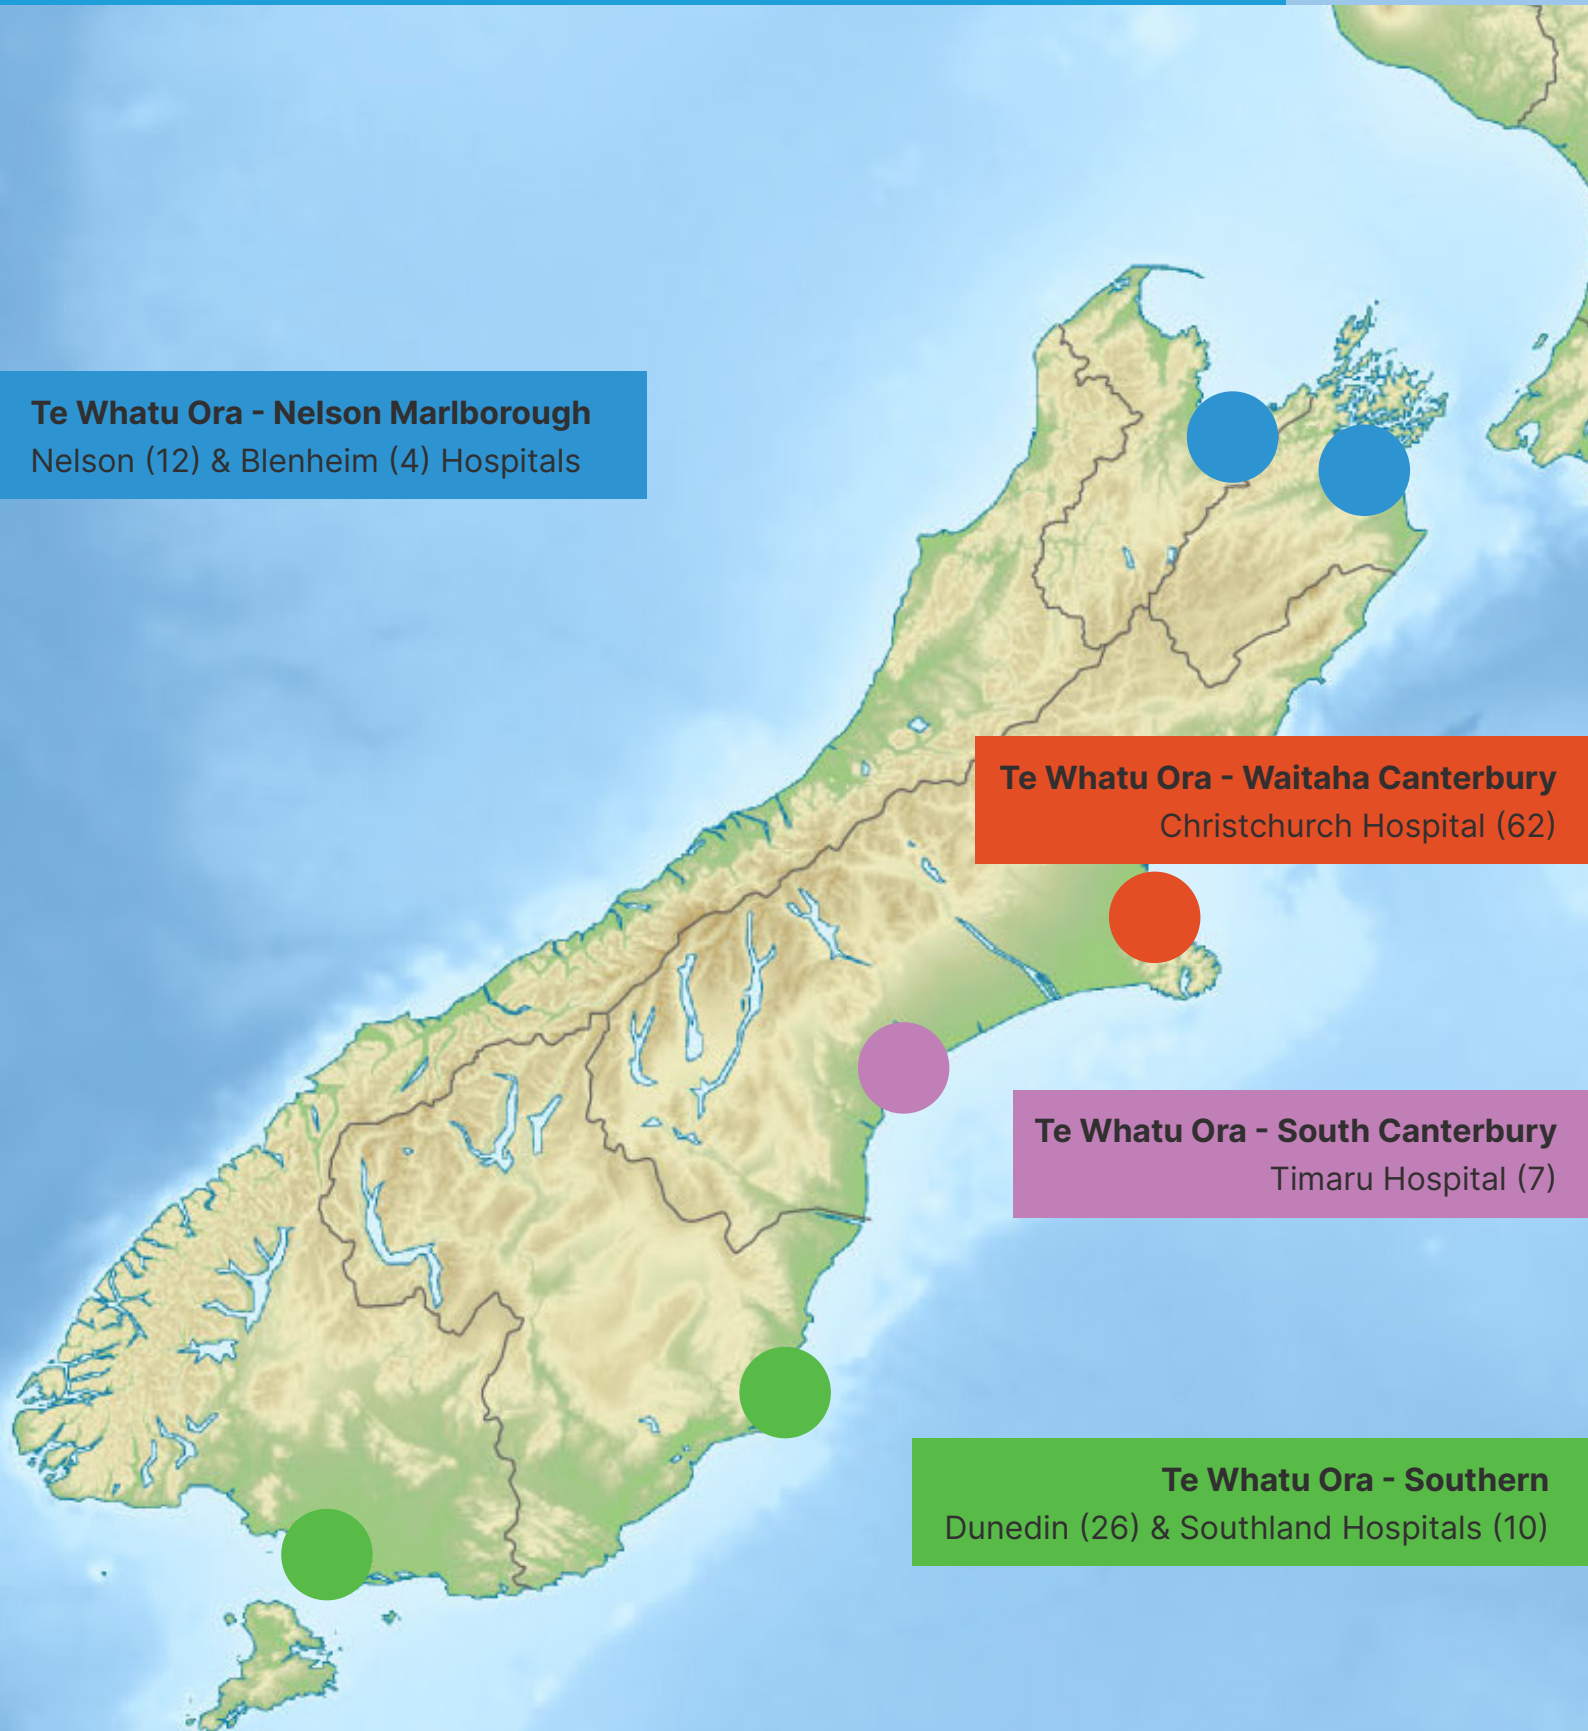 Te Whatu Ora - Nelson Marlborough
Nelson (12) & Blenheim (4) Hospitals
Te Whatu Ora - Waitaha Canterbury
Christchurch Hospital (62)
Te Whatu Ora - South Canterbury
Timaru Hospital (7)
Te Whatu Ora - Southern
Dunedin (26) & Southland Hospitals (10)